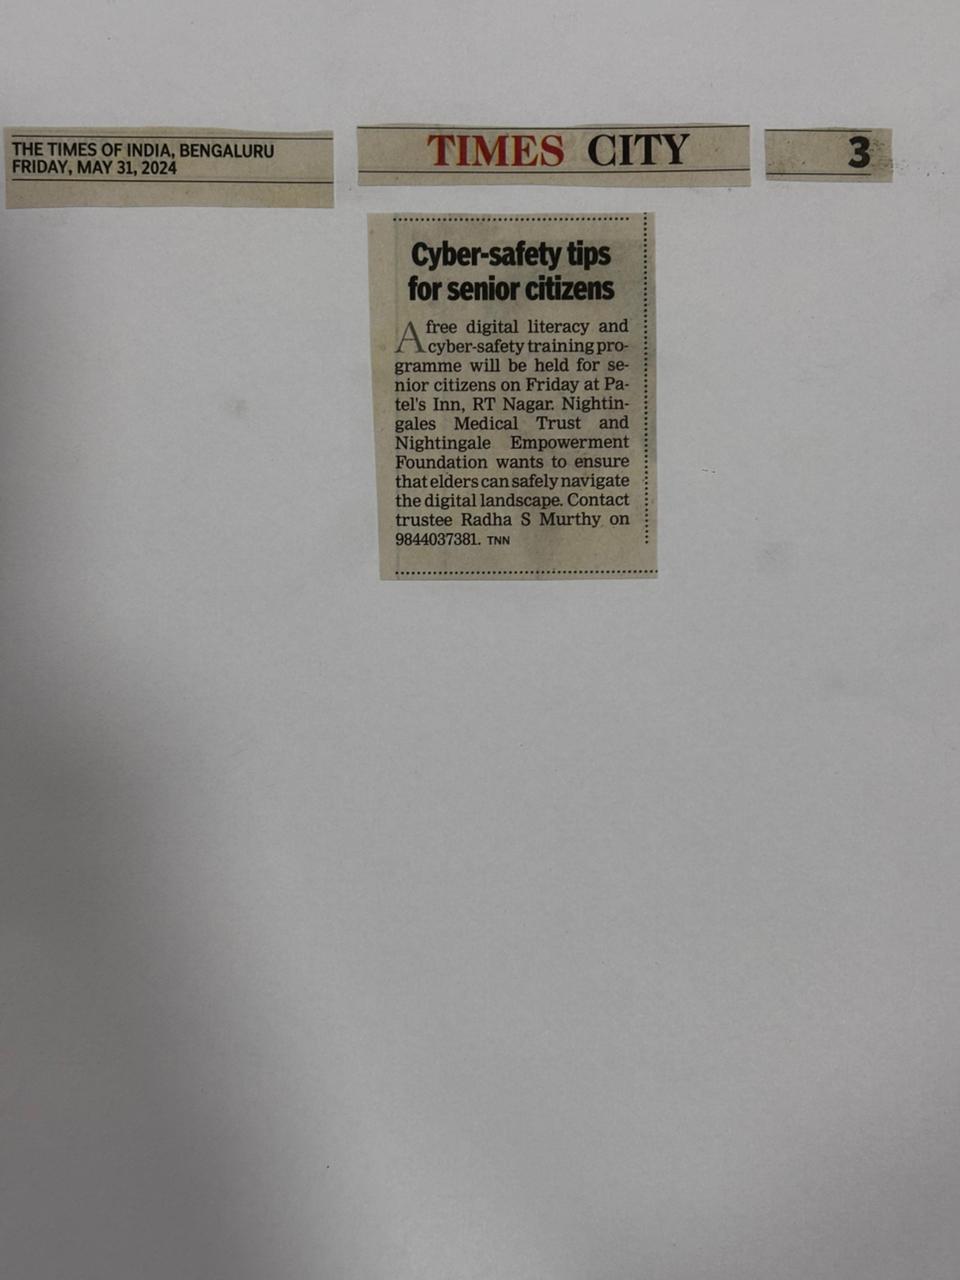 THE TIMES OF INDIA, BENGALURU
FRIDAY, MAY 31, 2024
TIMES CITY
3
Cyber-safety tips
for senior citizens
A free digital literacy and
cyber-safety training pro-
gramme will be held for se-
nior citizens on Friday at Pa-
tel's Inn, RT Nagar. Nightin-
gales Medical Trust and
Nightingale Empowerment
Foundation wants to ensure
that elders can safely navigate
the digital landscape. Contact
trustee Radha S Murthy on
9844037381. TNN